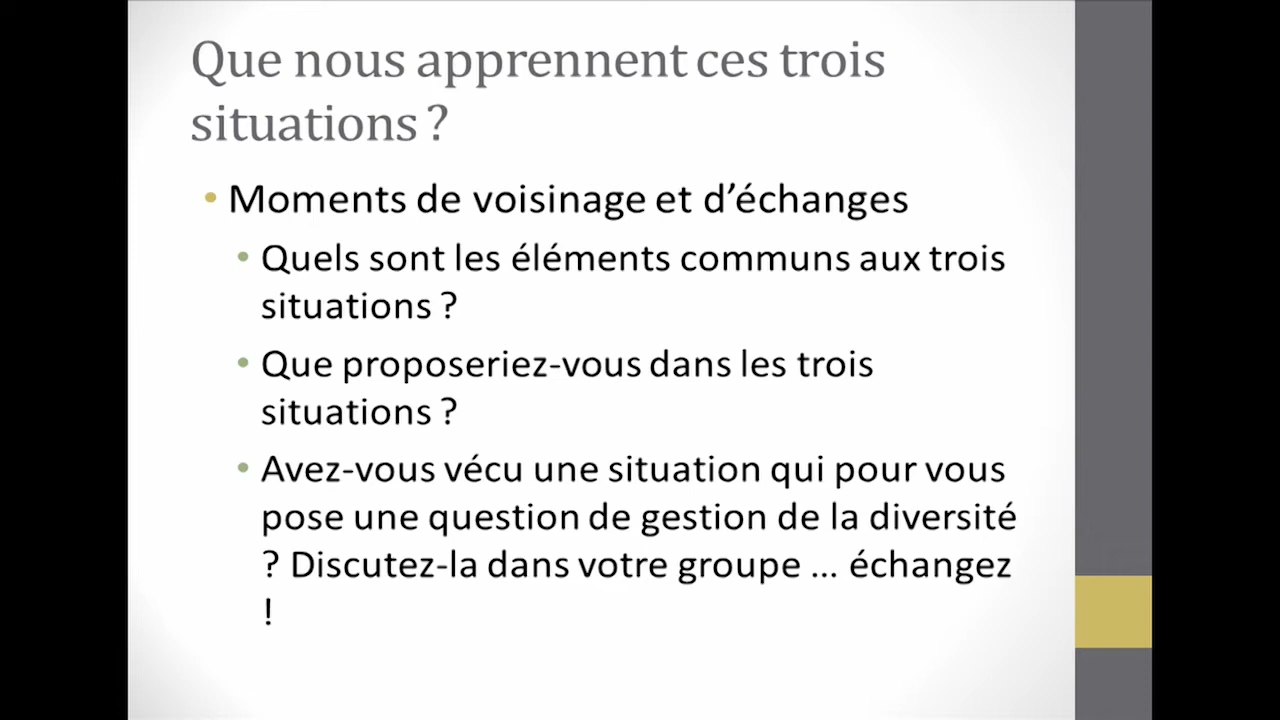 Que nous apprennent ces trois
situations ?
• Moments de voisinage et d’échanges
• Quels sont les éléments communs aux trois
situations ?
• Que proposeriez-vous dans les trois
situations ?
• Avez-vous vécu une situation qui pour vous
pose une question de gestion de la diversité
? Discutez-la dans votre groupe … échangez
!